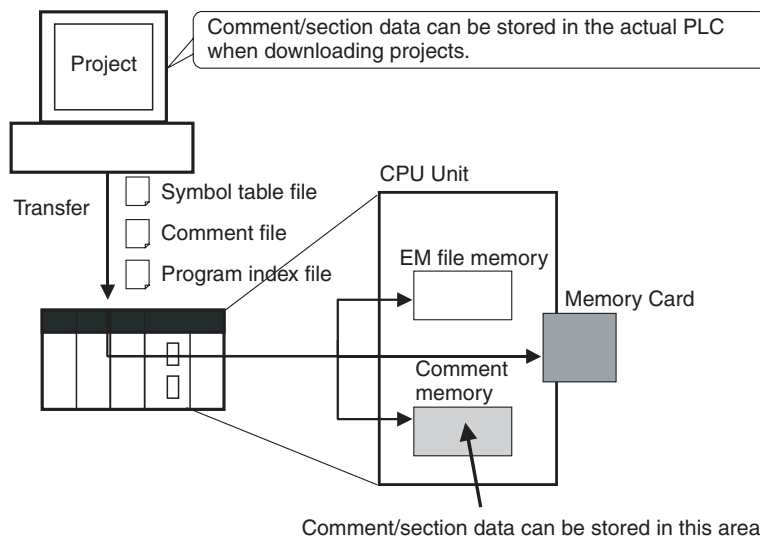 Comment/section data can be stored in the actual PLC
when downloading projects.
Project
CPU Unit
Transfer
Symbol table file
Comment file
Program index file
EM file memory
Memory Card
Comment
memory
Comment/section data can be stored in this area